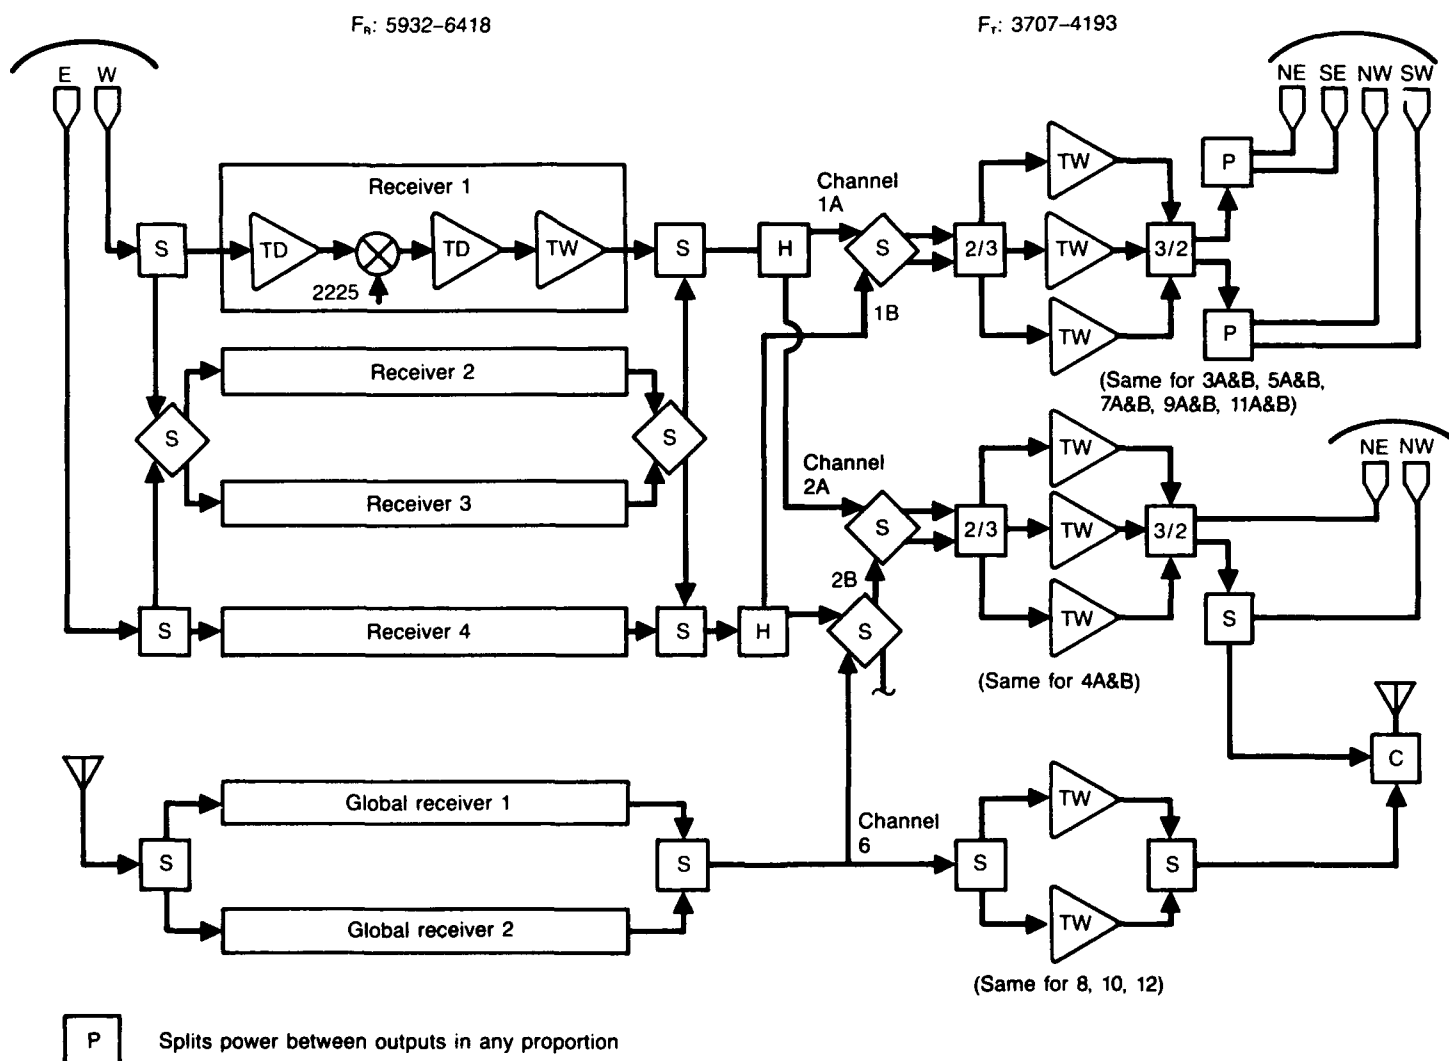 F_R: 5932–6418
F_T: 3707–4193
E W
NE SE NW SW
Receiver 1
S
TD
2225
TD
TW
S
H
Channel
1A
S
1B
2/3
TW
TW
TW
3/2
P
P
(Same for 3A&B, 5A&B,
7A&B, 9A&B, 11A&B)
Receiver 2
S
S
Receiver 3
Channel
2A
S
2B
S
2/3
TW
TW
TW
3/2
NE NW
S
S
Receiver 4
S
H
(Same for 4A&B)
C
Global receiver 1
S
S
Global receiver 2
Channel
6
S
TW
TW
S
(Same for 8, 10, 12)
P Splits power between outputs in any proportion